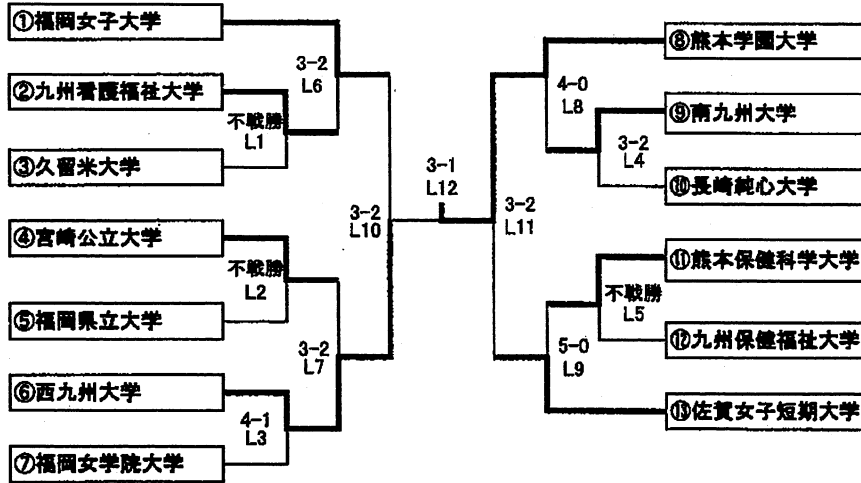 ①福岡女子大学
3-2
L6
②九州看護福祉大学
不戦勝
L1
③久留米大学
3-2
L10
④宮崎公立大学
不戦勝
L2
⑤福岡県立大学
3-2
L7
⑥西九州大学
4-1
L3
⑦福岡女学院大学
3-1
L12
⑧熊本学園大学
4-0
L8
⑨南九州大学
3-2
L4
⑩長崎純心大学
3-2
L11
⑪熊本保健科学大学
不戦勝
L5
⑫九州保健福祉大学
5-0
L9
⑬佐賀女子短期大学